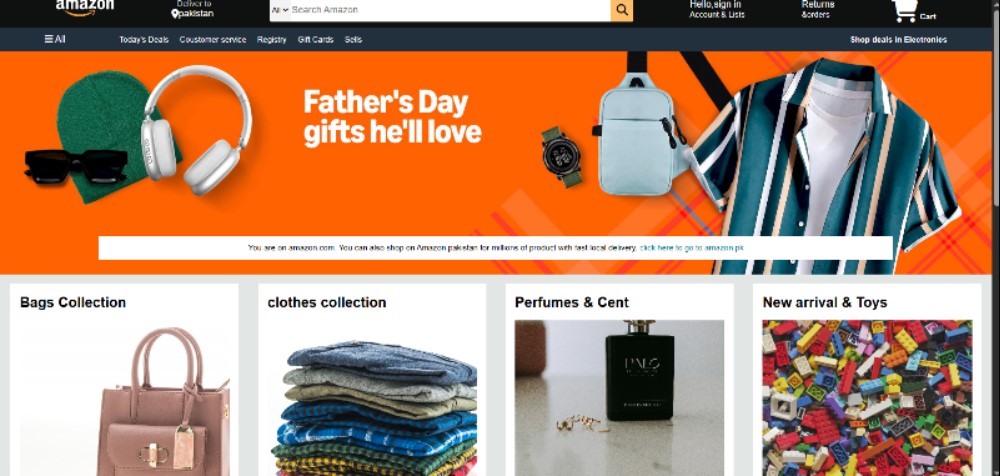 amazon
Deliver to
pakistan
All
Search Amazon
Hello,sign in
Account & Lists
Returns
&orders
Cart
All
Today's Deals
Coustomer service
Registry
Gift Cards
Sells
Shop deals in Electronics
Father's Day
gifts he'll love
You are on amazon.com. You can also shop on Amazon pakistan for millions of product with fast local delivery. click here to go to amazon.pk
Bags Collection
clothes collection
Perfumes & Cent
New arrival & Toys